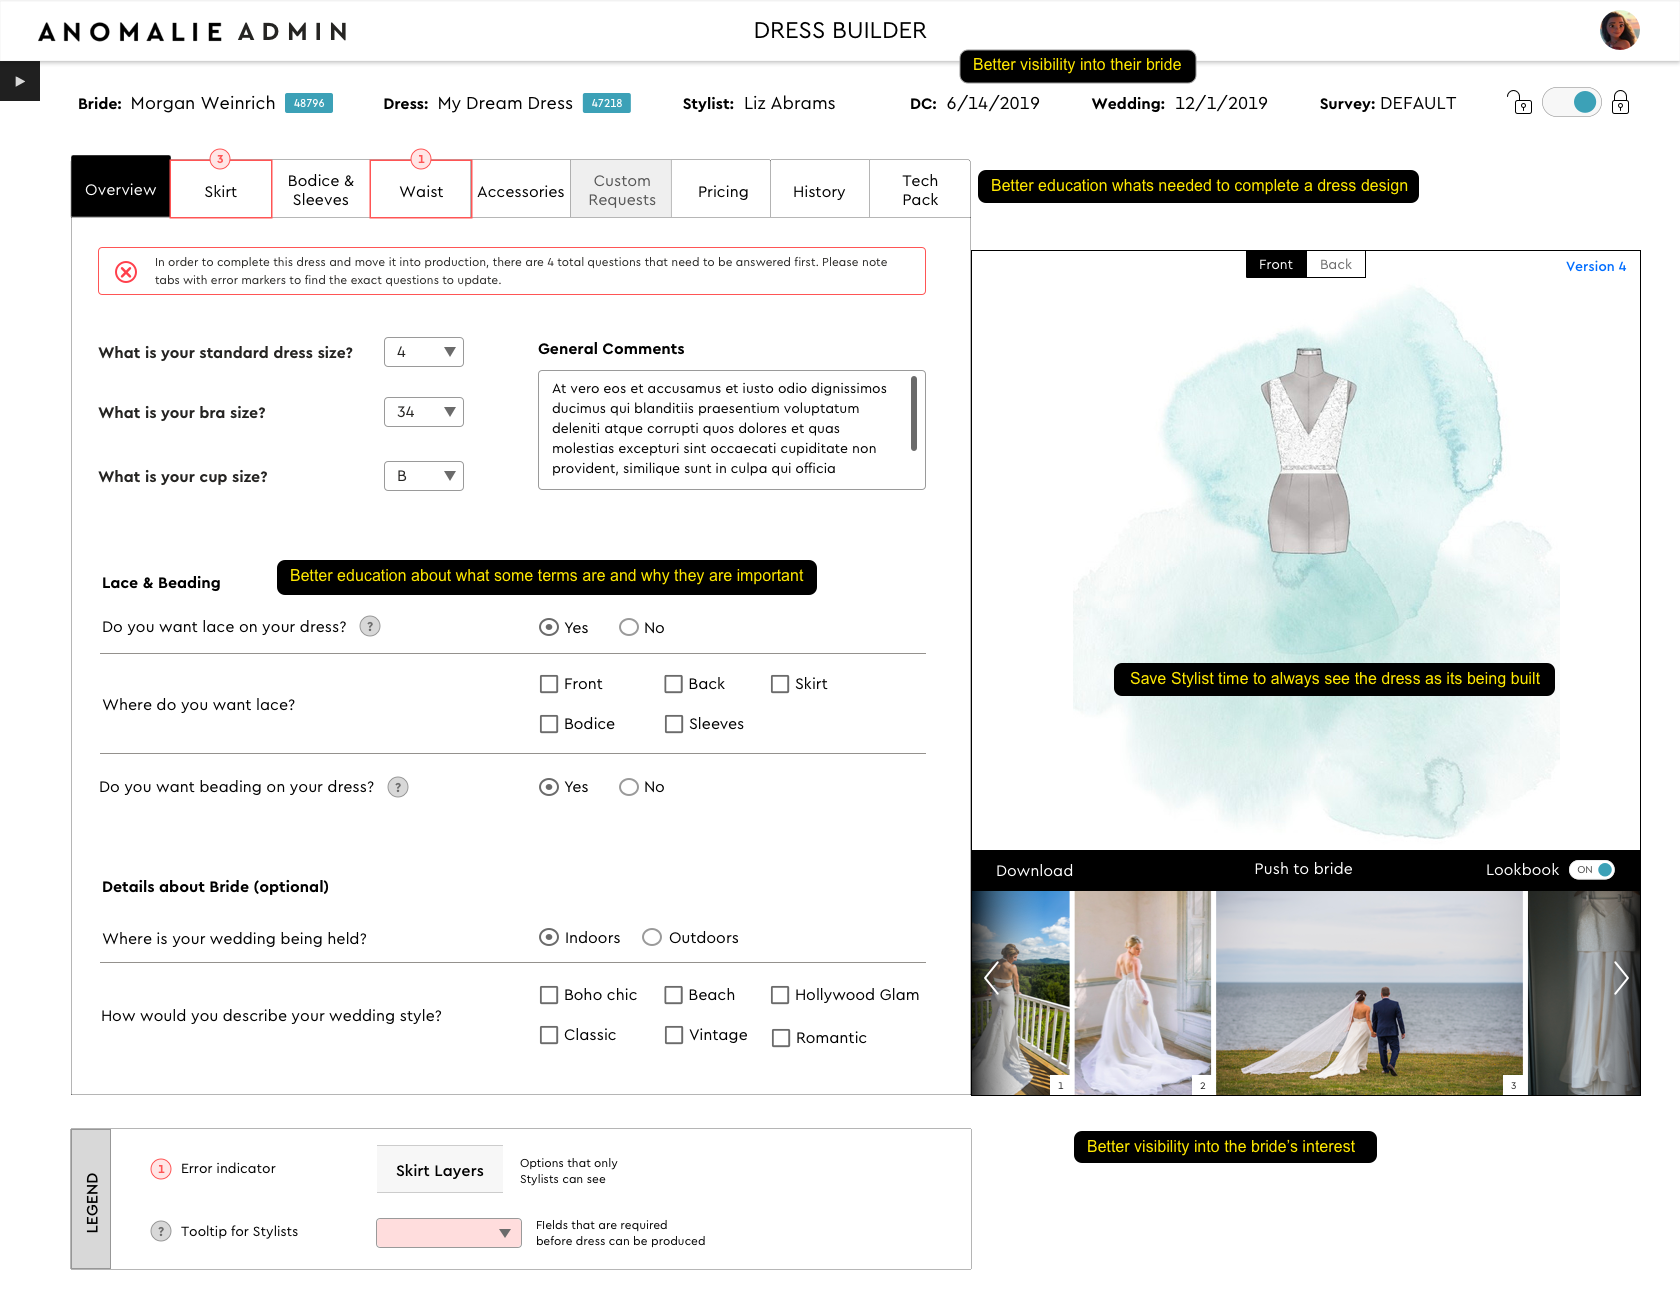 ANOMALIE ADMIN
DRESS BUILDER
Better visibility into their bride
Bride: Morgan Weinrich 48796
Dress: My Dream Dress 47218
Stylist: Liz Abrams
DC: 6/14/2019
Wedding: 12/1/2019
Survey: DEFAULT
Overview
3
Skirt
Bodice &
Sleeves
1
Waist
Accessories
Custom
Requests
Pricing
History
Tech
Pack
Better education whats needed to complete a dress design
In order to complete this dress and move it into production, there are 4 total questions that need to be answered first. Please note
tabs with error markers to find the exact questions to update.
Front
Back
Version 4
What is your standard dress size? 4
What is your bra size? 34
What is your cup size? B
General Comments
At vero eos et accusamus et iusto odio dignissimos
ducimus qui blanditiis praesentium voluptatum
deleniti atque corrupti quos dolores et quas
molestias excepturi sint occaecati cupiditate non
provident, similique sunt in culpa qui officia
Lace & Beading
Better education about what some terms are and why they are important
Do you want lace on your dress? ?
Yes No
Where do you want lace?
Front Back Skirt
Bodice Sleeves
Do you want beading on your dress? ?
Yes No
Save Stylist time to always see the dress as its being built
Details about Bride (optional)
Where is your wedding being held?
Indoors Outdoors
How would you describe your wedding style?
Boho chic Beach Hollywood Glam
Classic Vintage Romantic
Download
Push to bride
Lookbook ON
1
2
3
Better visibility into the bride's interest
LEGEND
1 Error indicator
Skirt Layers
Options that only
Stylists can see
? Tooltip for Stylists
FIelds that are required
before dress can be produced